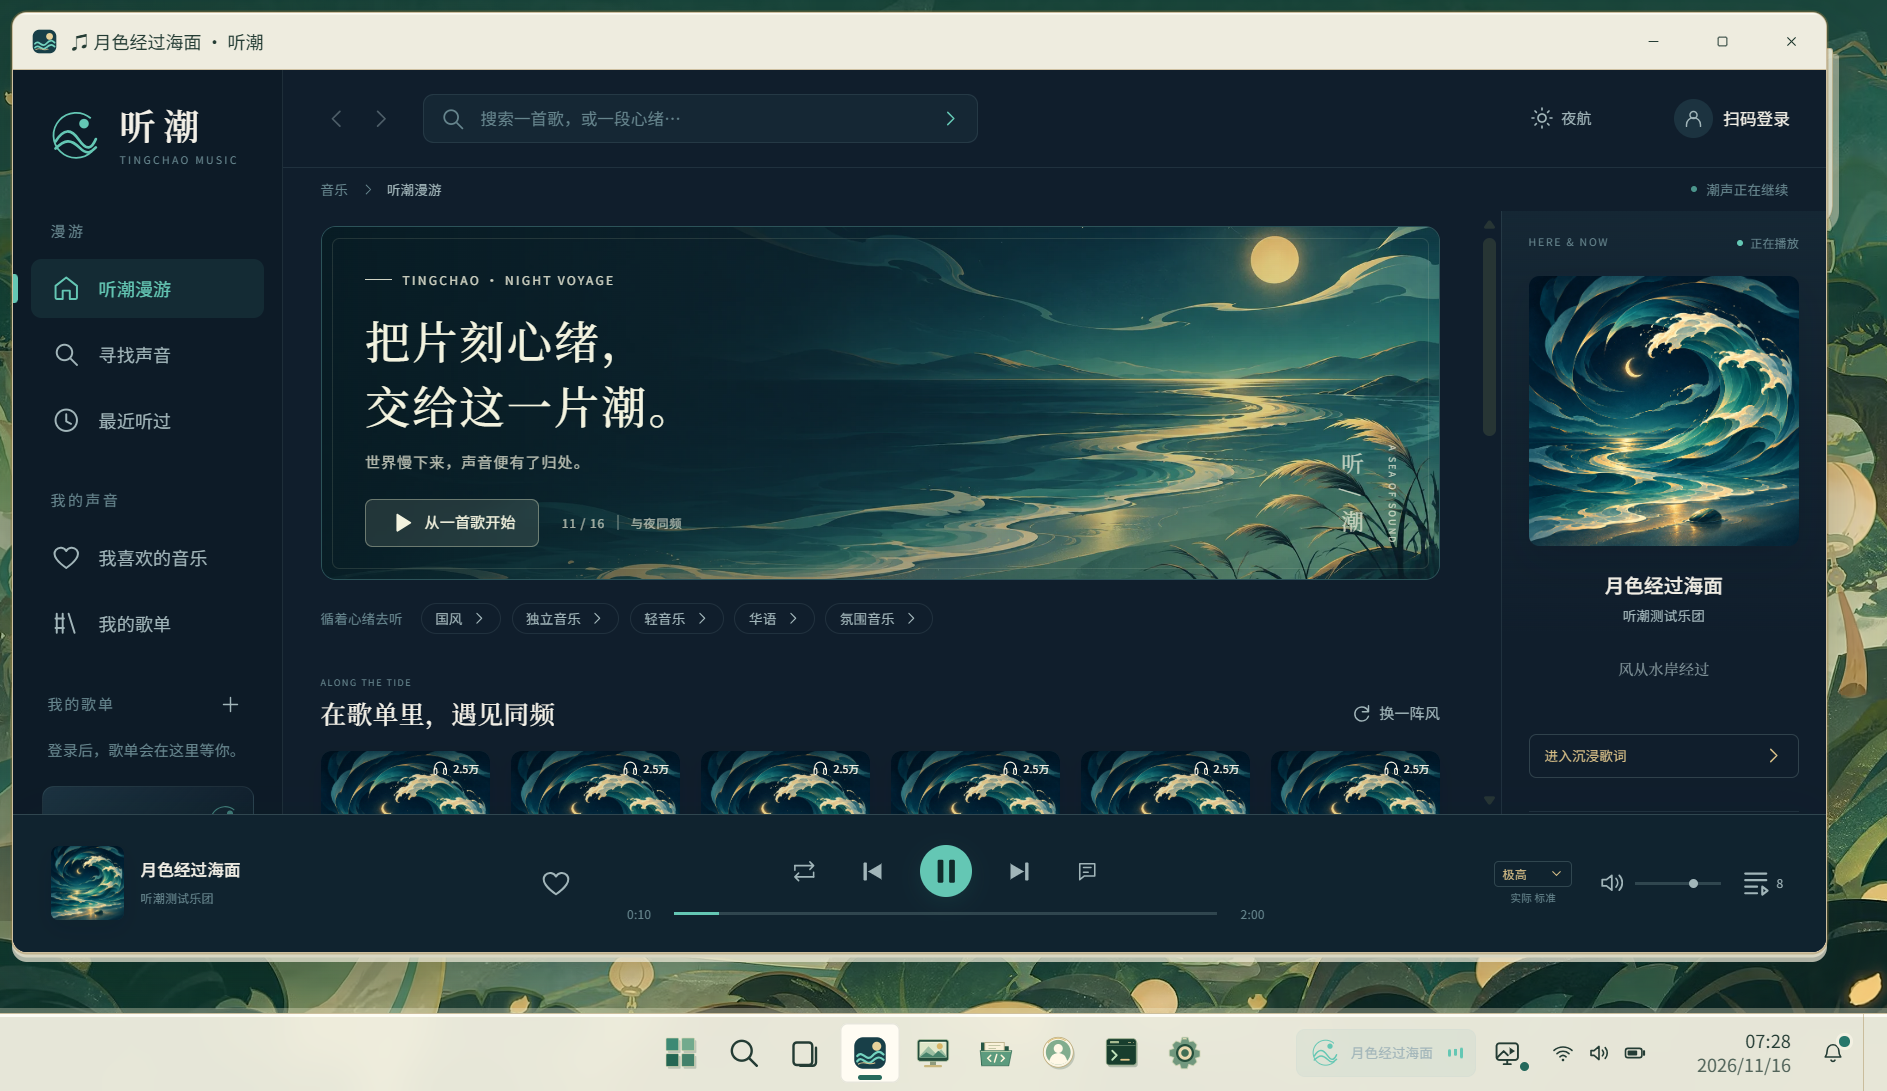 月色经过海面 · 听潮
听潮
TINGCHAO MUSIC
搜索一首歌，或一段心绪…
夜航
扫码登录
音乐
听潮漫游
潮声正在继续
漫游
听潮漫游
寻找声音
最近听过
我的声音
我喜欢的音乐
我的歌单
我的歌单
登录后，歌单会在这里等你。
TINGCHAO · NIGHT VOYAGE
把片刻心绪，
交给这一片潮。
世界慢下来，声音便有了归处。
从一首歌开始
11 / 16 | 与夜同频
听/潮
A SEA OF SOUND
循着心绪去听
国风
独立音乐
轻音乐
华语
氛围音乐
ALONG THE TIDE
在歌单里，遇见同频
换一阵风
2.5万
2.5万
2.5万
2.5万
2.5万
2.5万
HERE & NOW
正在播放
月色经过海面
听潮测试乐团
风从水岸经过
进入沉浸歌词
月色经过海面
听潮测试乐团
0:10
2:00
极高
实际 标准
8
月色经过海面
07:28
2026/11/16